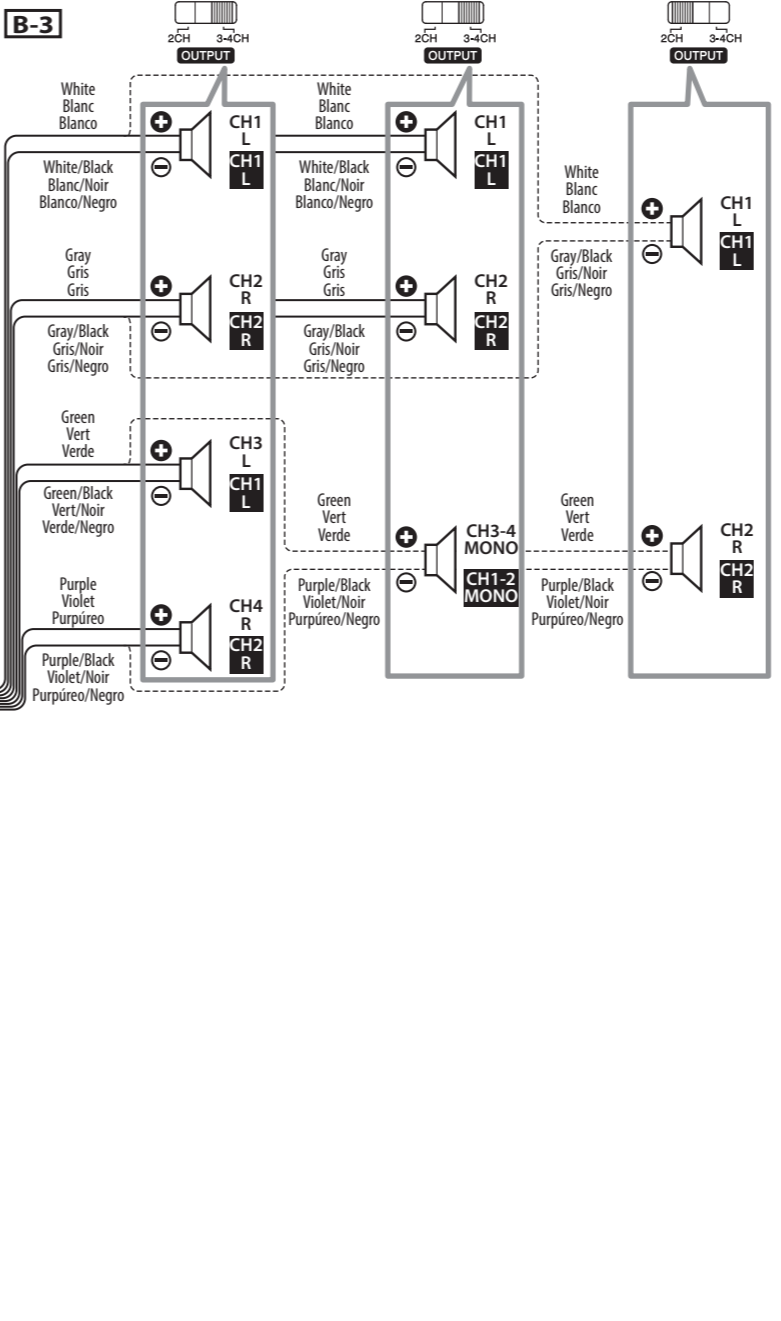 B-3
2CH 3-4CH
OUTPUT
White
Blanc
Blanco
CH1
L
CH1
L
White/Black
Blanc/Noir
Blanco/Negro
Gray
Gris
Gris
CH2
R
CH2
R
Gray/Black
Gris/Noir
Gris/Negro
Green
Vert
Verde
CH3
L
CH1
L
Green/Black
Vert/Noir
Verde/Negro
Purple
Violet
Purpúreo
CH4
R
CH2
R
Purple/Black
Violet/Noir
Purpúreo/Negro
2CH 3-4CH
OUTPUT
White
Blanc
Blanco
CH1
L
CH1
L
White/Black
Blanc/Noir
Blanco/Negro
Gray
Gris
Gris
CH2
R
CH2
R
Gray/Black
Gris/Noir
Gris/Negro
Green
Vert
Verde
CH3-4
MONO
CH1-2
MONO
Purple/Black
Violet/Noir
Purpúreo/Negro
2CH 3-4CH
OUTPUT
White
Blanc
Blanco
CH1
L
CH1
L
Gray/Black
Gris/Noir
Gris/Negro
Green
Vert
Verde
CH2
R
CH2
R
Purple/Black
Violet/Noir
Purpúreo/Negro